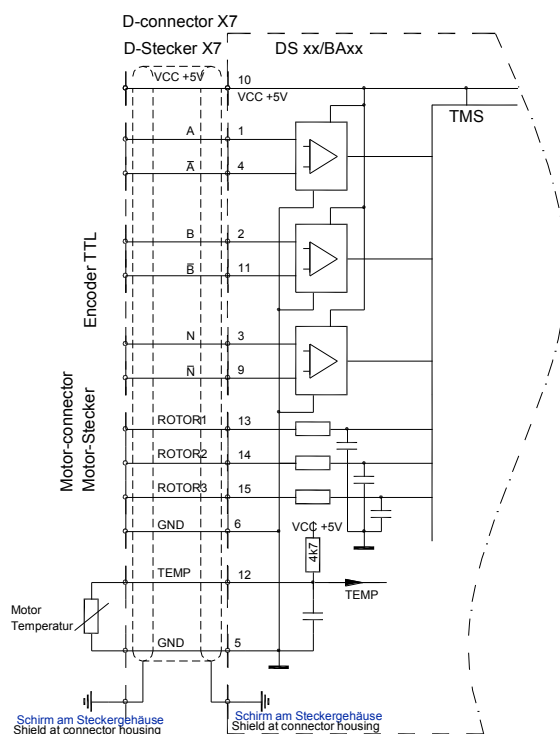 D-connector X7
D-Stecker X7
DS xx/BAxx
VCC +5V
10
VCC +5V
TMS
A
1
A̅
4
B
2
B̅
11
N
3
N̅
9
ROTOR1
13
ROTOR2
14
ROTOR3
15
GND
6
VCC +5V
4k7
TEMP
12
TEMP
GND
5
Encoder TTL
Motor-connector
Motor-Stecker
Motor
Temperatur
Schirm am Steckergehäuse
Shield at connector housing
Schirm am Steckergehäuse
Shield at connector housing